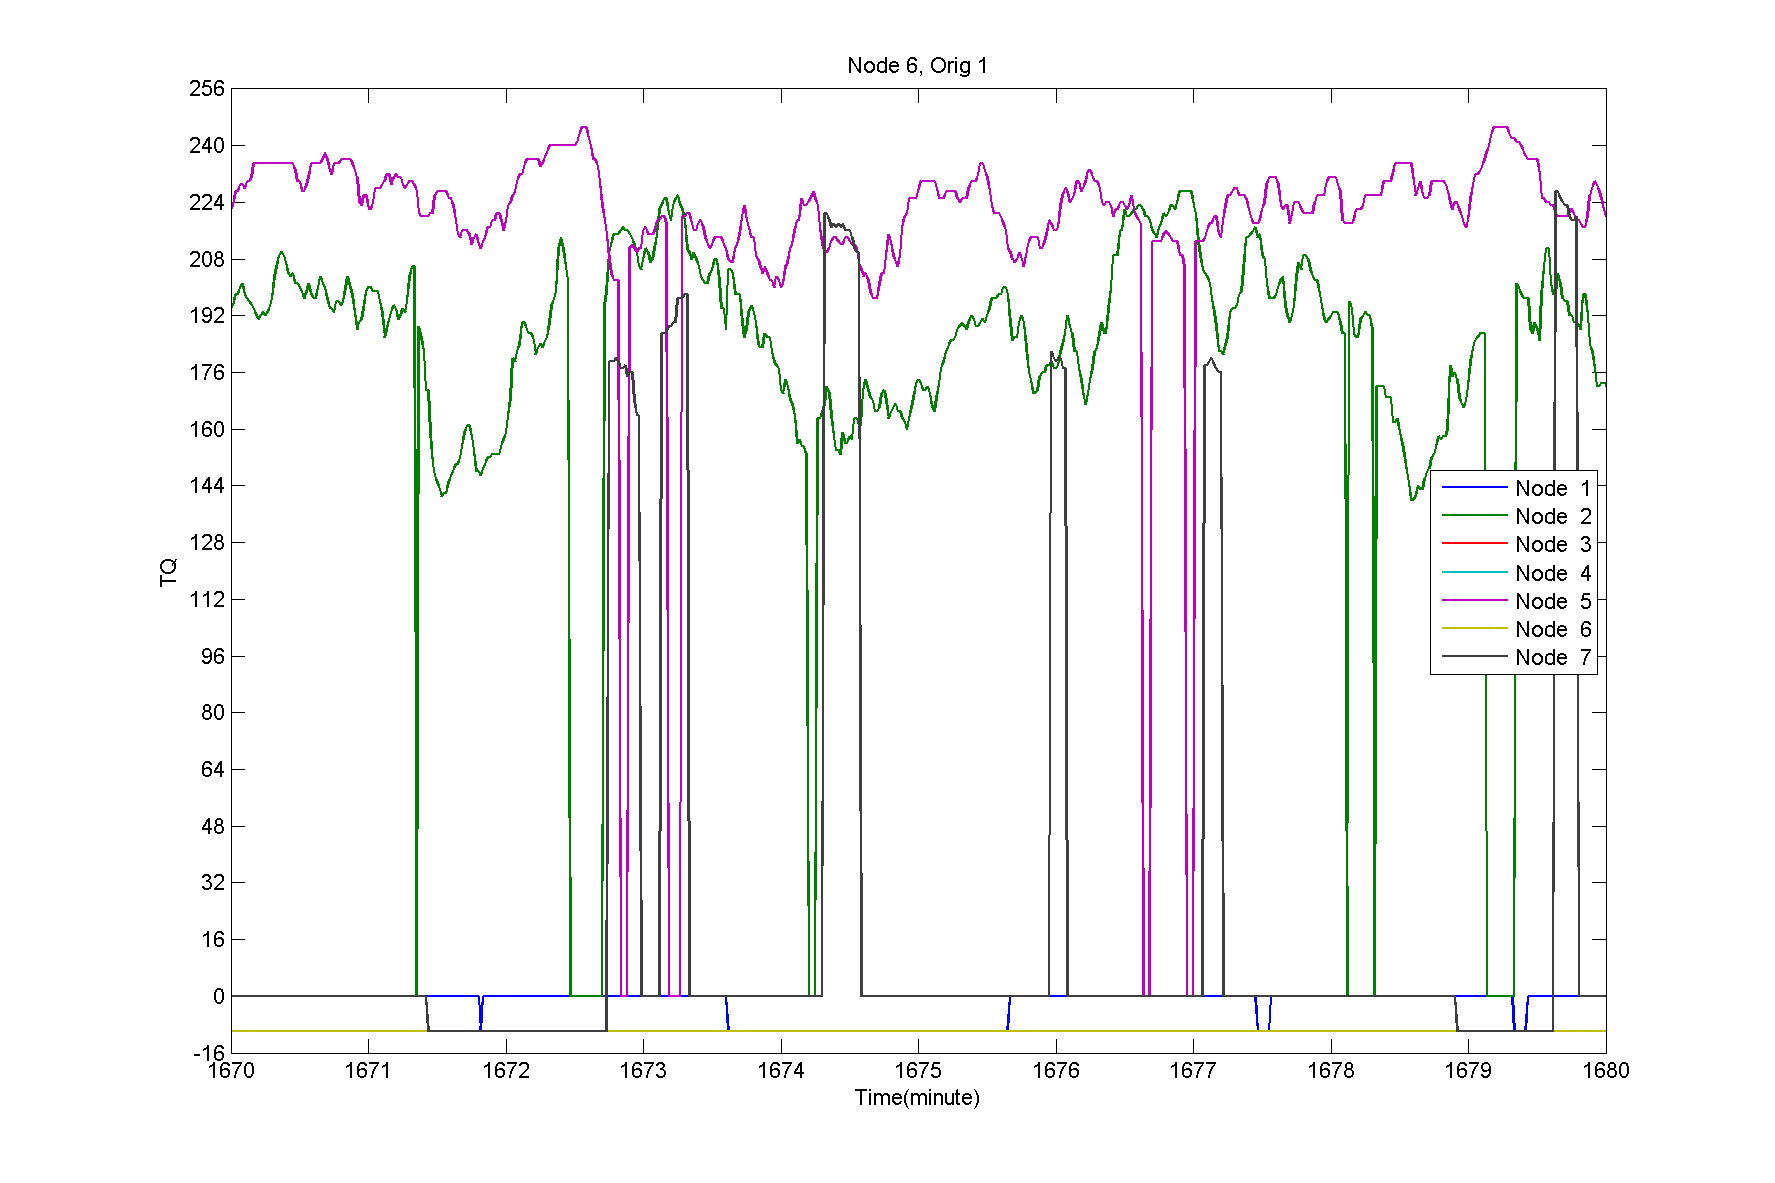 Node 6, Orig 1
256
240
224
208
192
176
160
144
128
112
96
80
64
48
32
16
0
-16
TQ
Node 1
Node 2
Node 3
Node 4
Node 5
Node 6
Node 7
1670 1671 1672 1673 1674 1675 1676 1677 1678 1679 1680
Time(minute)